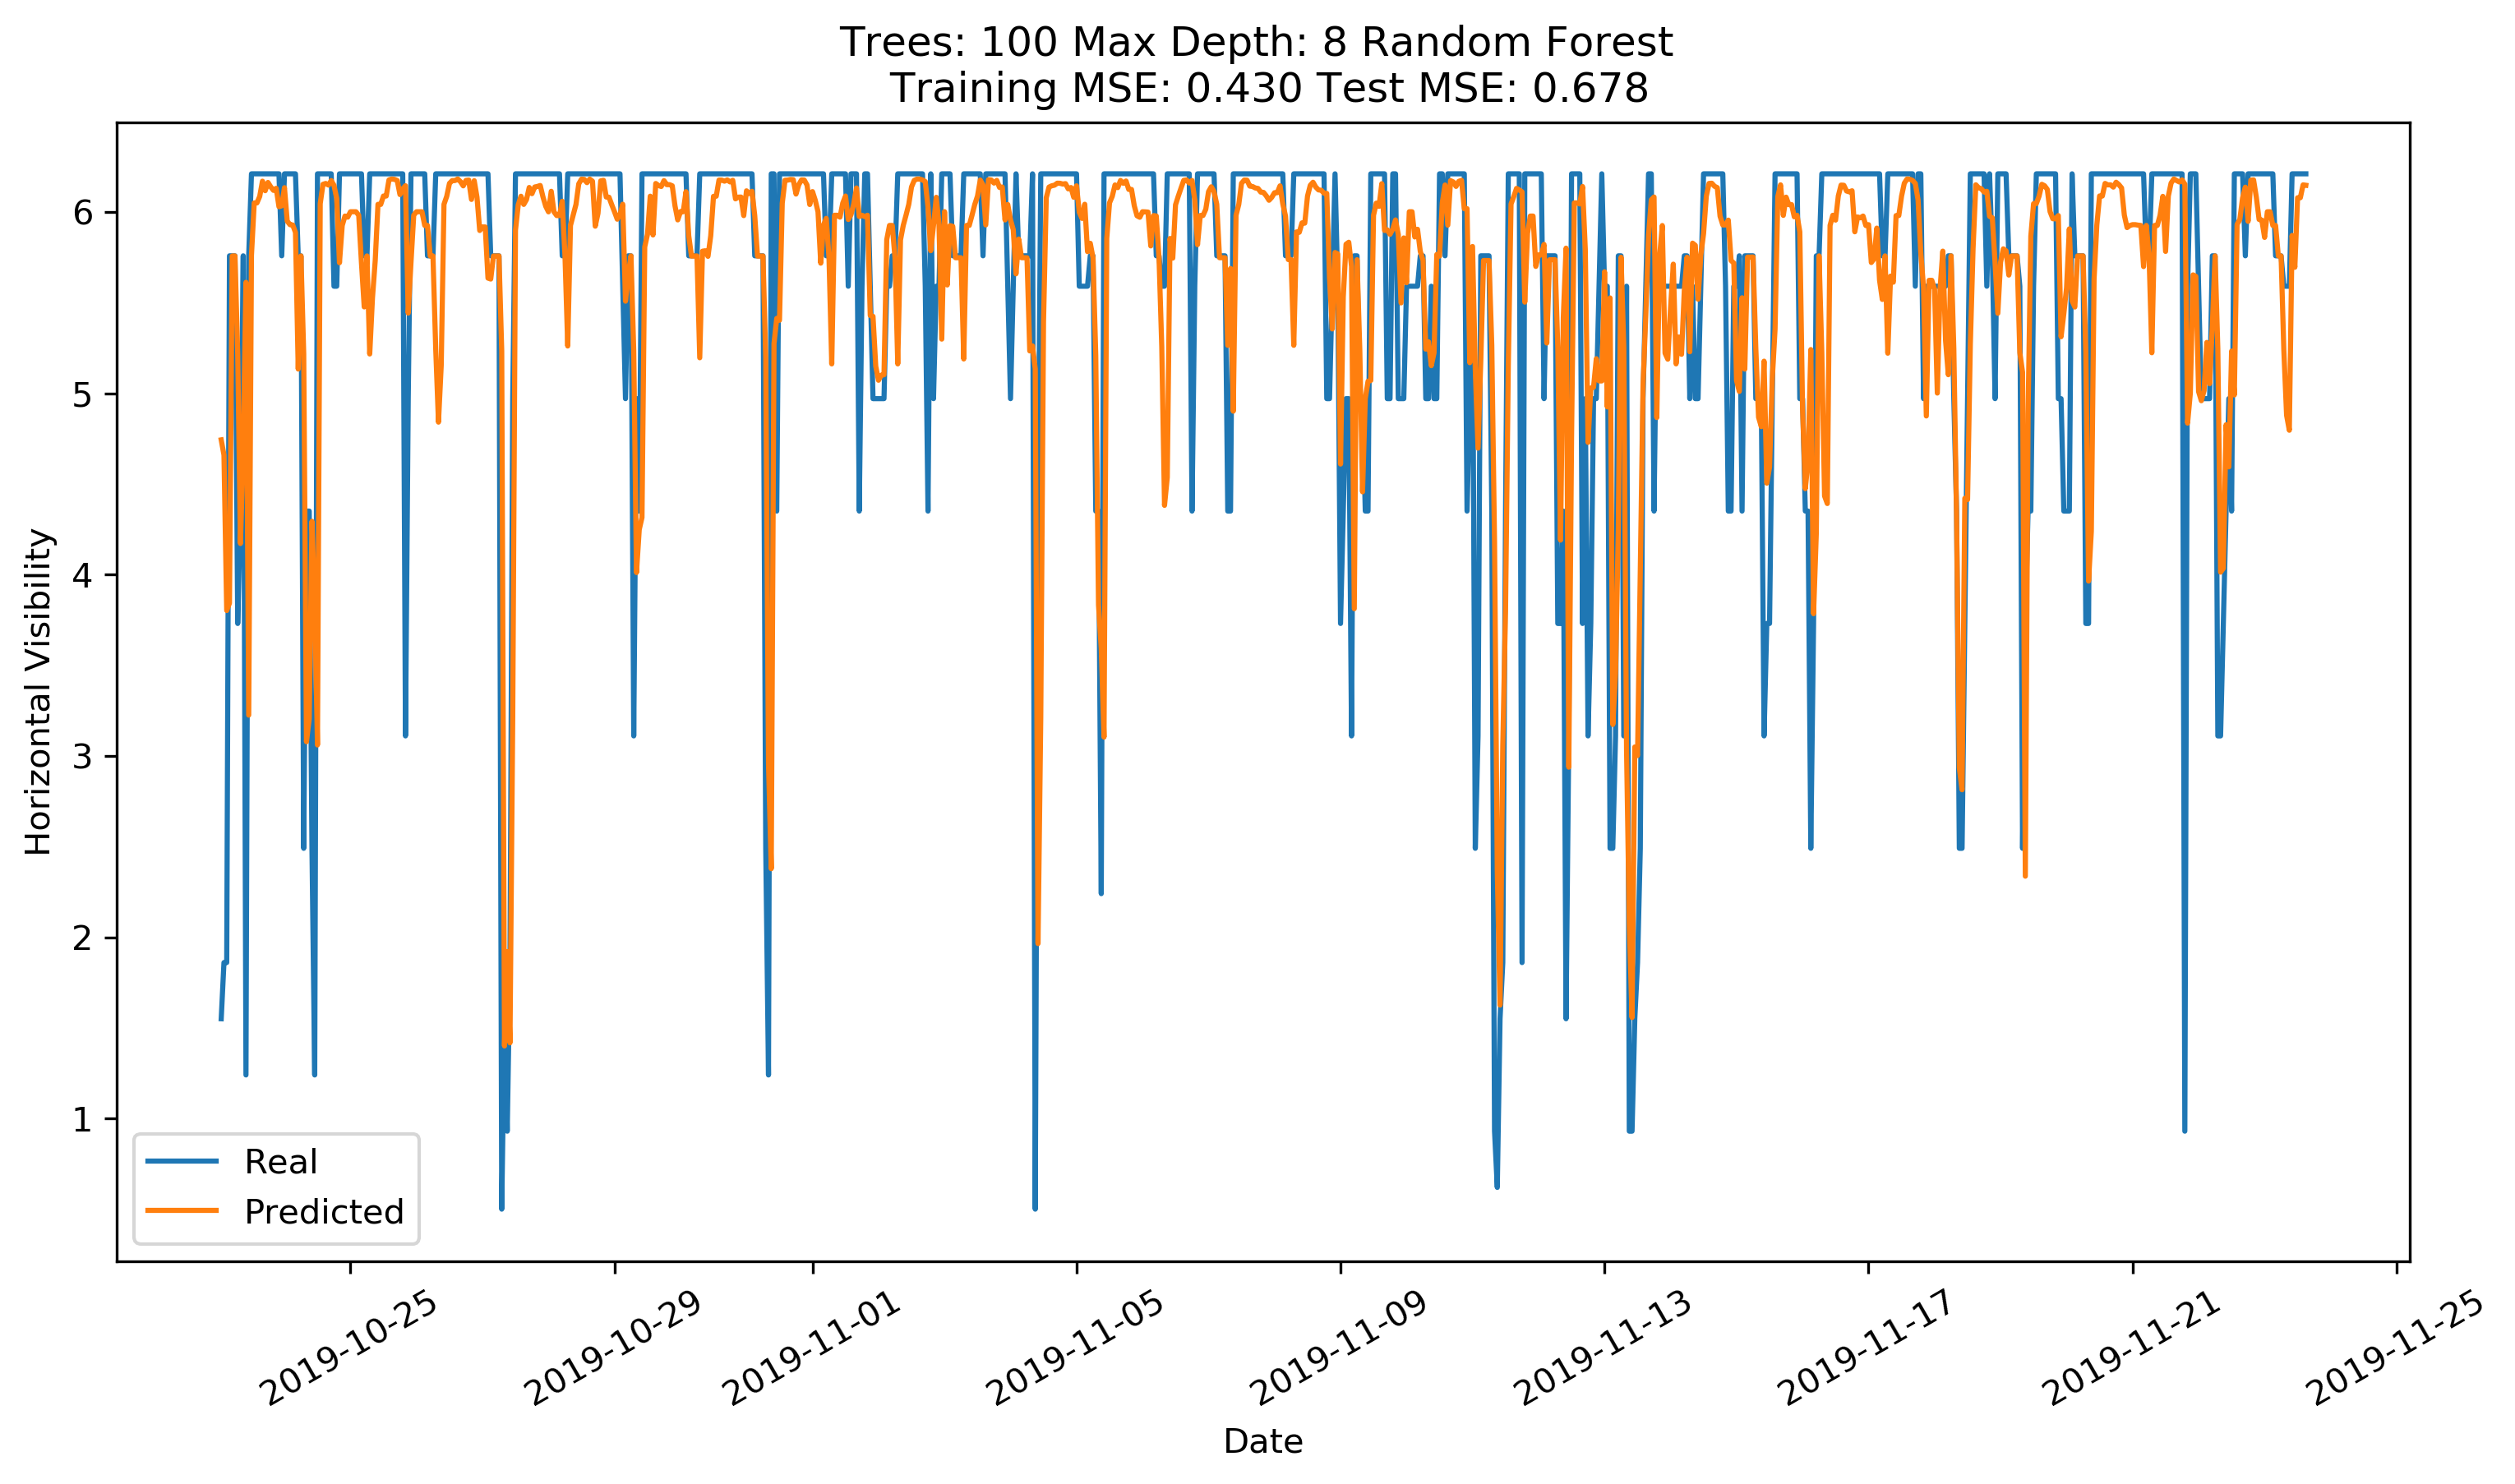 Trees: 100 Max Depth: 8 Random Forest
Training MSE: 0.430 Test MSE: 0.678
Horizontal Visibility
6
5
4
3
2
1
Real
Predicted
2019-10-25
2019-10-29
2019-11-01
2019-11-05
2019-11-09
2019-11-13
2019-11-17
2019-11-21
2019-11-25
Date